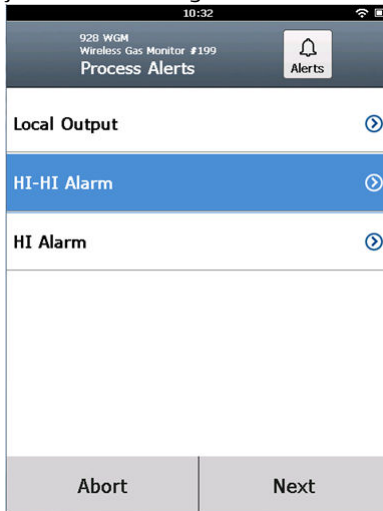 10:32
928 WGM
Wireless Gas Monitor #199
Process Alerts
Alerts
Local Output
HI-HI Alarm
HI Alarm
Abort
Next